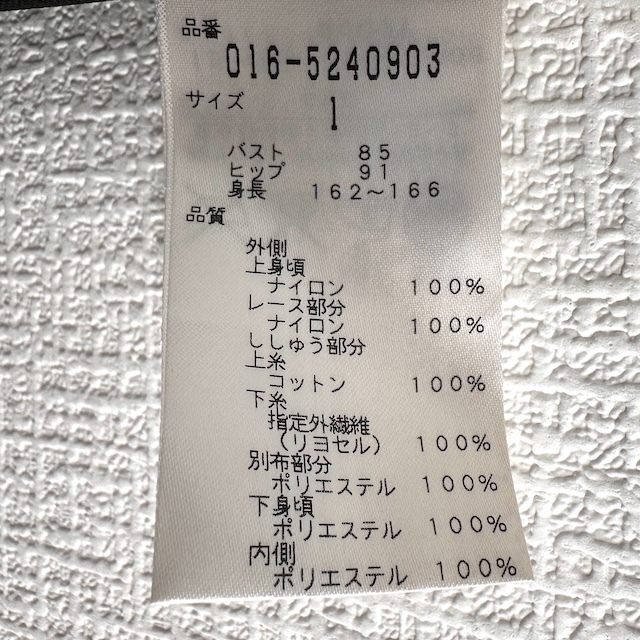 品番
016-5240903
サイズ 1
バスト 85
ヒップ 91
身長 162～166
品質
外側
上身頃
ナイロン 100%
レース部分
ナイロン 100%
ししゅう部分
上糸
コットン 100%
下糸
指定外繊維
(リヨセル) 100%
別布部分
ポリエステル 100%
下身頃
ポリエステル 100%
内側
ポリエステル 100%